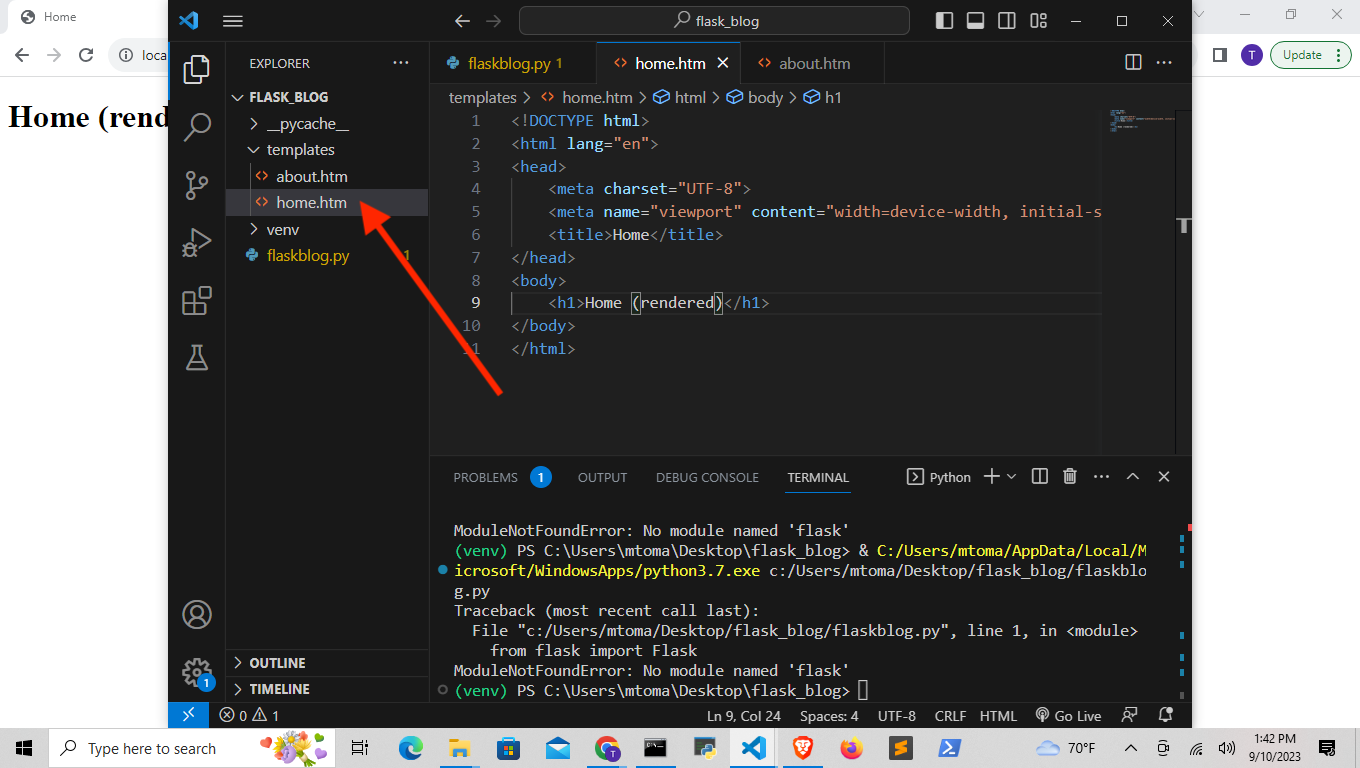 Home
loca
Update
T
Home (rend
flask_blog
EXPLORER
FLASK_BLOG
__pycache__
templates
about.htm
home.htm
venv
flaskblog.py 1
OUTLINE
TIMELINE
1
flaskblog.py 1
home.htm
about.htm
templates > home.htm > html > body > h1
1 <!DOCTYPE html>
2 <html lang="en">
3 <head>
4 <meta charset="UTF-8">
5 <meta name="viewport" content="width=device-width, initial-s
6 <title>Home</title>
7 </head>
8 <body>
9 <h1>Home (rendered)</h1>
10 </body>
11 </html>
PROBLEMS 1 OUTPUT DEBUG CONSOLE TERMINAL Python
ModuleNotFoundError: No module named 'flask'
(venv) PS C:\Users\mtoma\Desktop\flask_blog> & C:/Users/mtoma/AppData/Local/M
icrosoft/WindowsApps/python3.7.exe c:/Users/mtoma/Desktop/flask_blog/flaskblo
g.py
Traceback (most recent call last):
File "c:/Users/mtoma/Desktop/flask_blog/flaskblog.py", line 1, in <module>
from flask import Flask
ModuleNotFoundError: No module named 'flask'
(venv) PS C:\Users\mtoma\Desktop\flask_blog>
0 1 Ln 9, Col 24 Spaces: 4 UTF-8 CRLF HTML Go Live
Type here to search
70°F
1:42 PM
9/10/2023